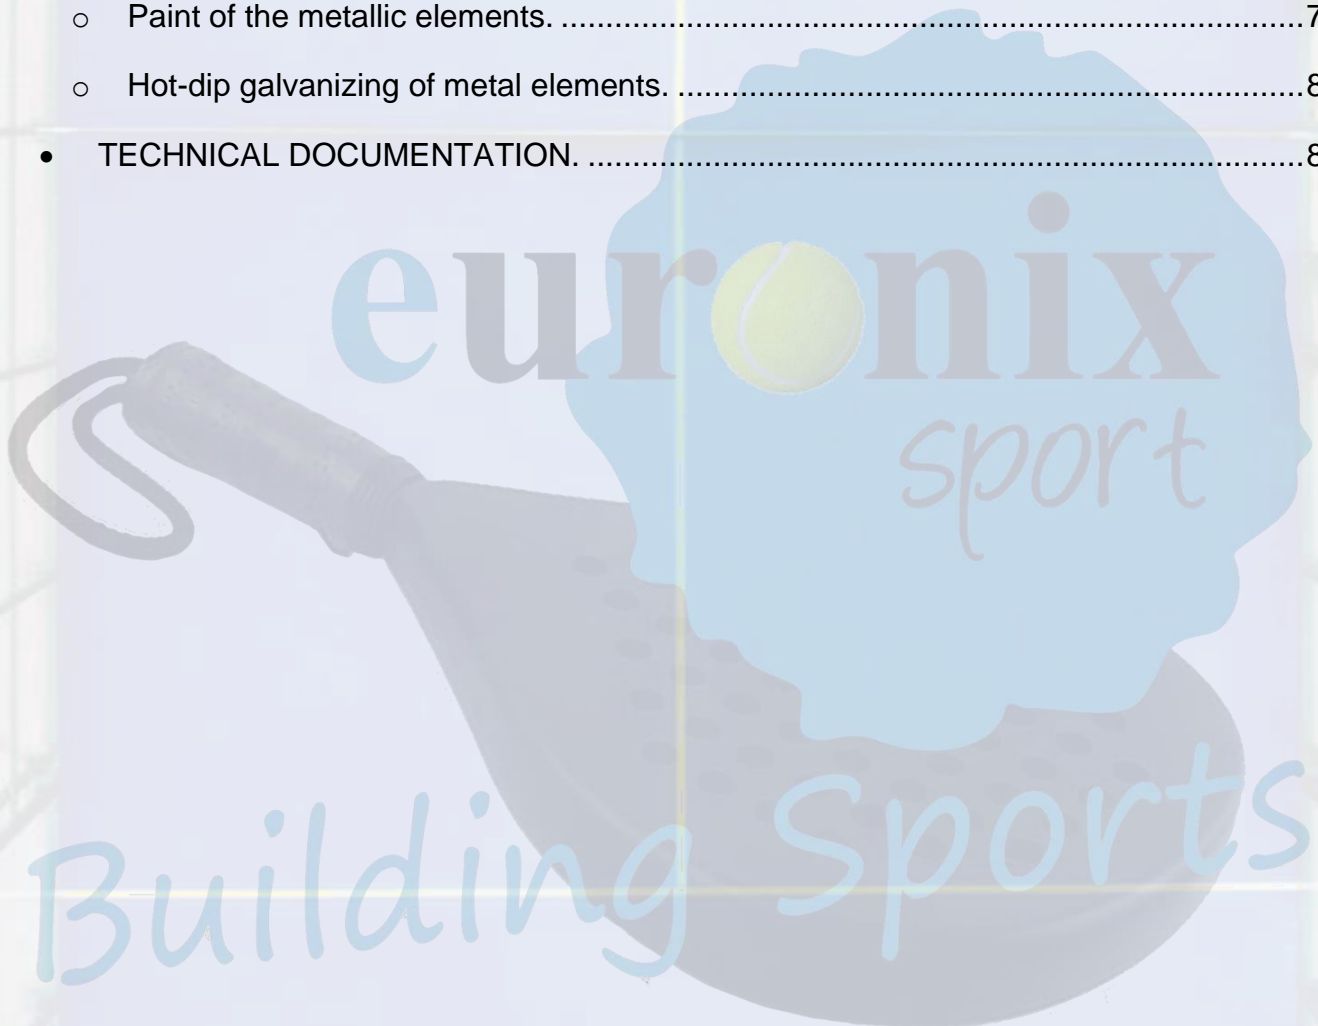 o Paint of the metallic elements. ..........................................................................................7
o Hot-dip galvanizing of metal elements. ............................................................................8
• TECHNICAL DOCUMENTATION. .......................................................................................8
euronix
sport
Building Sports